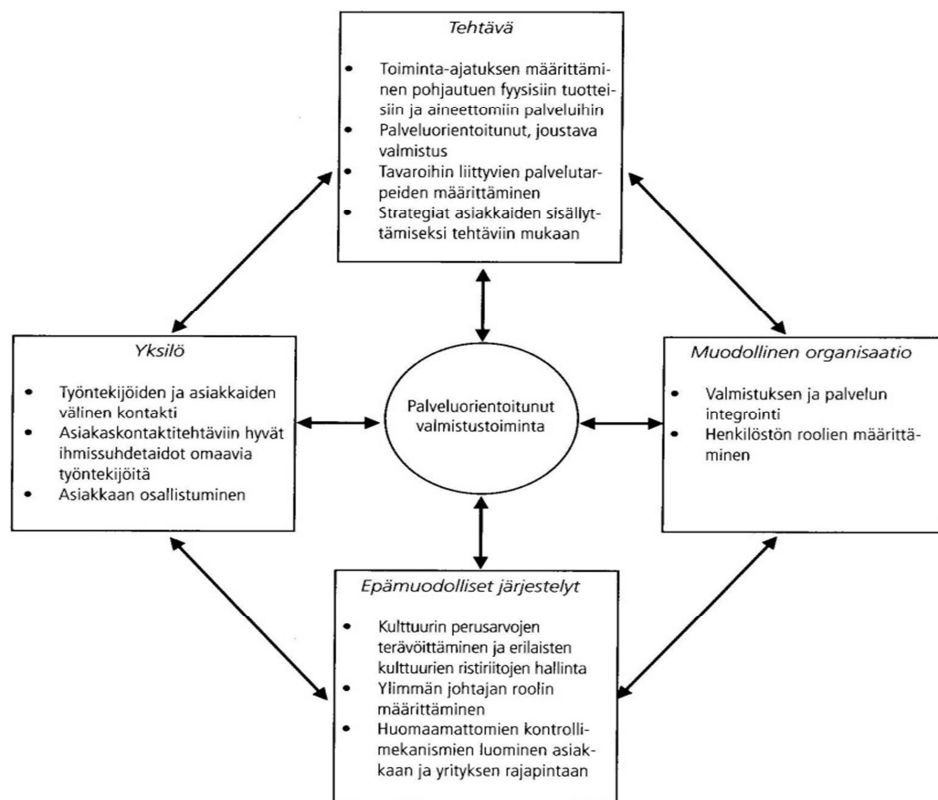 Tehtävä
• Toiminta-ajatuksen määrittämi-
nen pohjautuen fyysisiin tuottei-
siin ja aineettomiin palveluihin
• Palveluorientoitunut, joustava
valmistus
• Tavaroihin liittyvien palvelutar-
peiden määrittäminen
• Strategiat asiakkaiden sisällyt-
tämiseksi tehtäviin mukaan
Yksilö
• Työntekijöiden ja asiakkaiden
välinen kontakti
• Asiakaskontaktitehtäviin hyvät
ihmissuhdetaidot omaavia
työntekijöitä
• Asiakkaan osallistuminen
Palveluorientoitunut
valmistustoiminta
Muodollinen organisaatio
• Valmistuksen ja palvelun
integrointi
• Henkilöstön roolien määrittä-
minen
Epämuodolliset järjestelyt
• Kulttuurin perusarvojen
terävöittäminen ja erilaisten
kulttuurien ristiriitojen hallinta
• Ylimmän johtajan roolin
määrittäminen
• Huomaamattomien kontrolli-
mekanismien luominen asiak-
kaan ja yrityksen rajapintaan